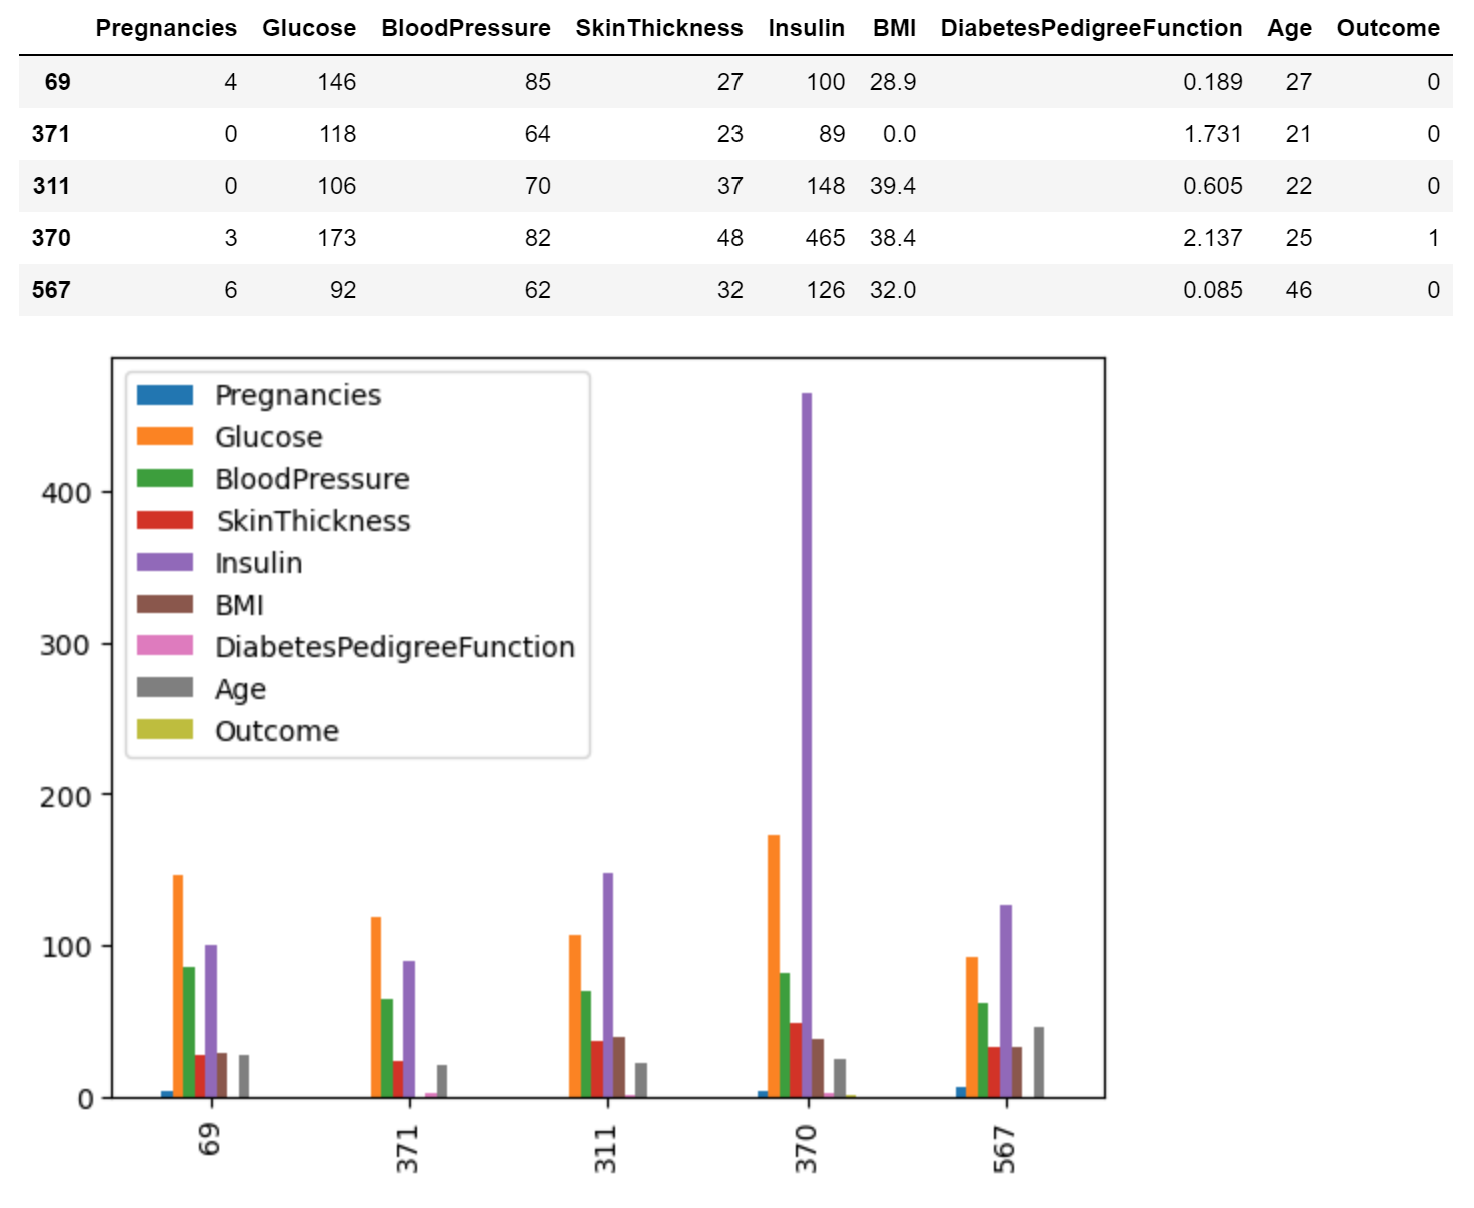 Pregnancies Glucose BloodPressure SkinThickness Insulin BMI DiabetesPedigreeFunction Age Outcome
69 4 146 85 27 100 28.9 0.189 27 0
371 0 118 64 23 89 0.0 1.731 21 0
311 0 106 70 37 148 39.4 0.605 22 0
370 3 173 82 48 465 38.4 2.137 25 1
567 6 92 62 32 126 32.0 0.085 46 0
Pregnancies
Glucose
BloodPressure
SkinThickness
Insulin
BMI
DiabetesPedigreeFunction
Age
Outcome
400
300
200
100
0
69
371
311
370
567